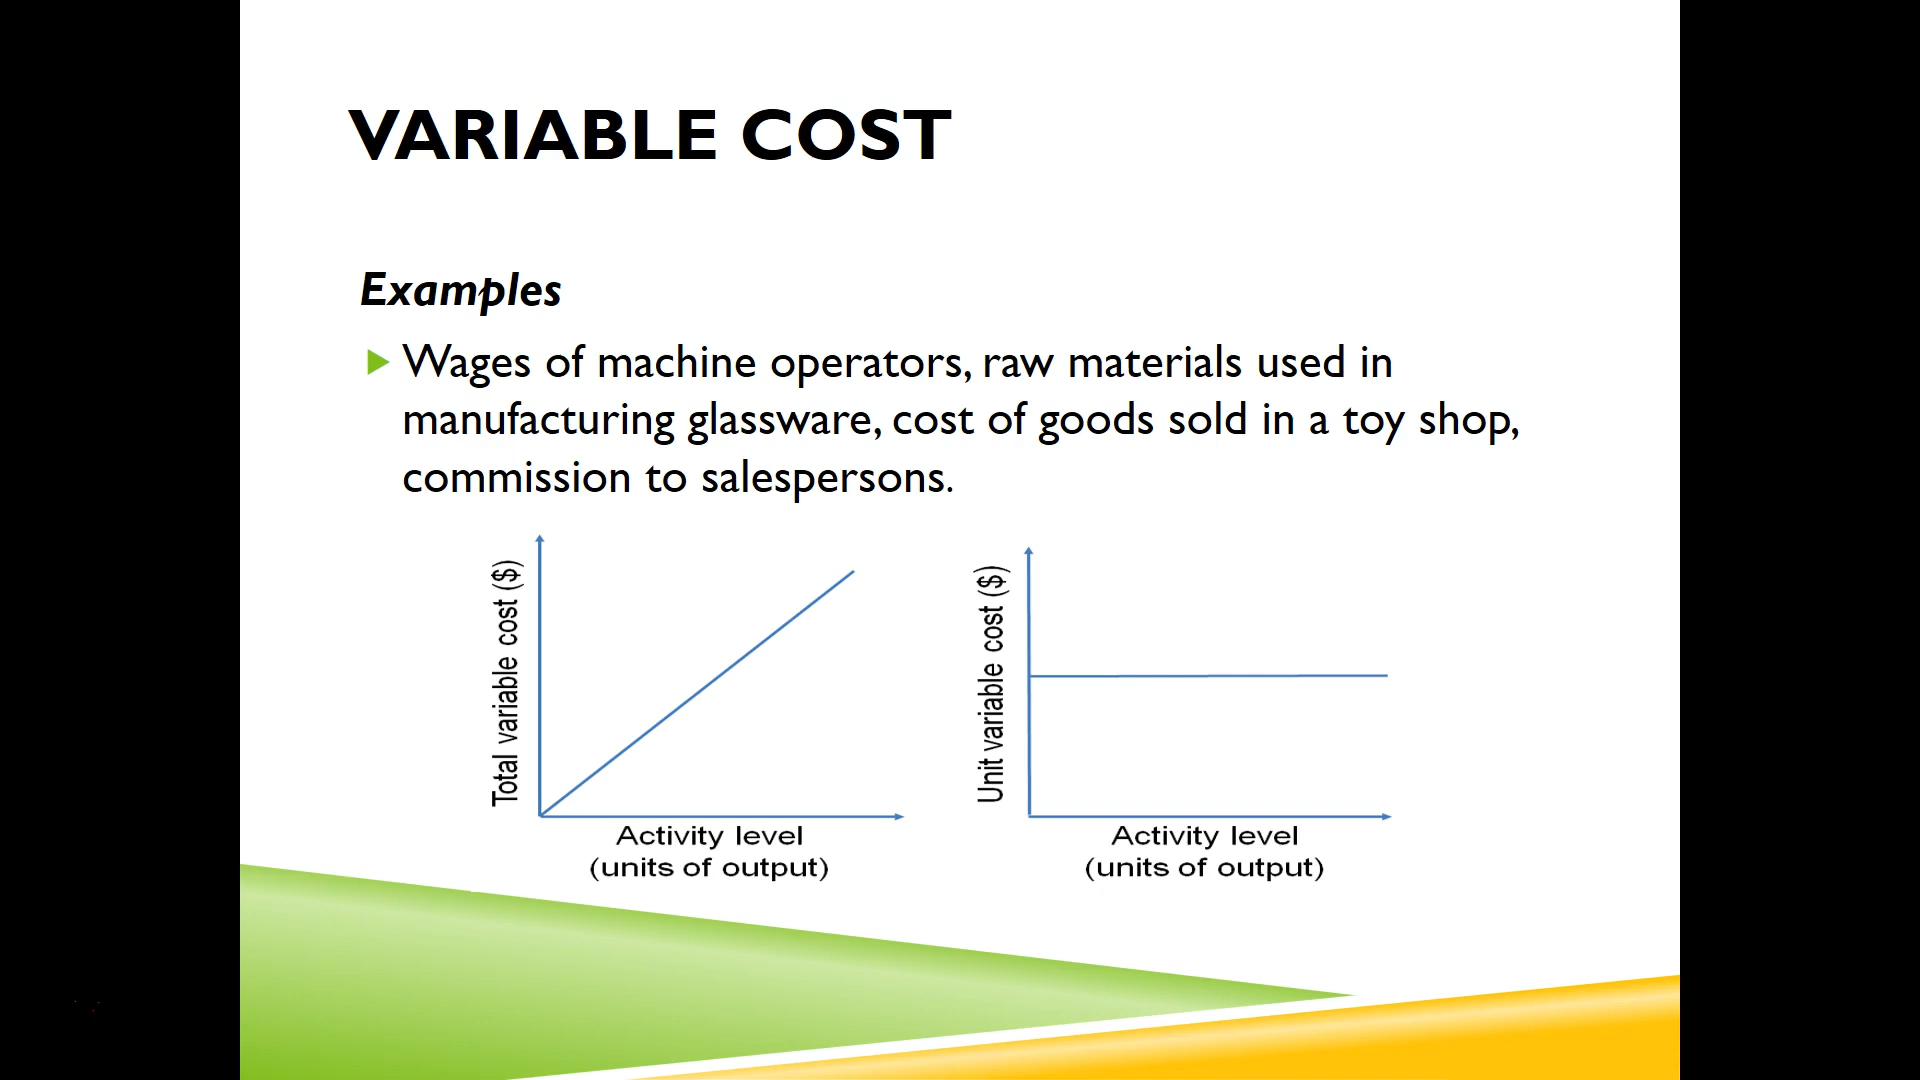 VARIABLE COST
Examples
Wages of machine operators, raw materials used in
manufacturing glassware, cost of goods sold in a toy shop,
commission to salespersons.
Total variable cost ($)
Activity level
(units of output)
Unit variable cost ($)
Activity level
(units of output)